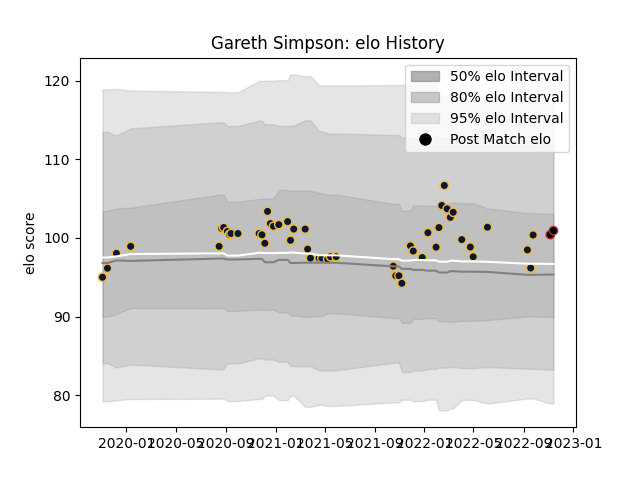 Gareth Simpson: elo History
50% elo Interval
80% elo Interval
95% elo Interval
Post Match elo
elo score
120
110
100
90
80
2020-01 2020-05 2020-09 2021-01 2021-05 2021-09 2022-01 2022-05 2022-09 2023-01